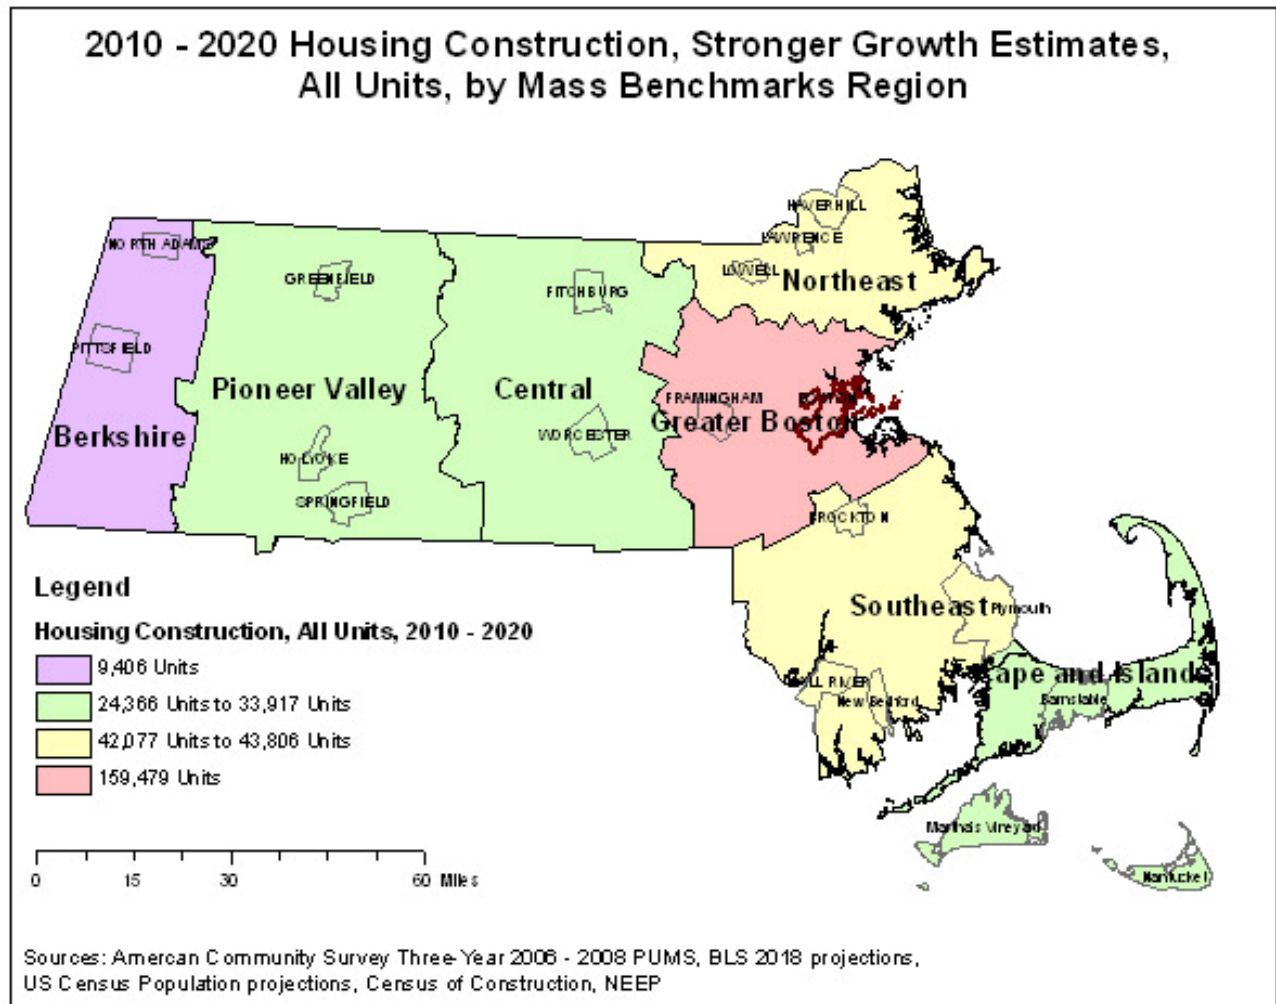 2010 - 2020 Housing Construction, Stronger Growth Estimates,
All Units, by Mass Benchmarks Region
HAVERHILL
LAWRENCE
LOWELL
Northeast
NORTH ADAMS
GREENFIELD
FITCHBURG
PITTSFIELD
Pioneer Valley
Central
FRAMINGHAM
BOSTON
Greater Boston
Berkshire
WORCESTER
HOLYOKE
SPRINGFIELD
BROCKTON
Southeast
Plymouth
Cape and Islands
FALL RIVER
New Bedford
Barnstable
Martha's Vineyard
Nantucket
Legend
Housing Construction, All Units, 2010 - 2020
9,406 Units
24,366 Units to 33,917 Units
42,077 Units to 43,806 Units
159,479 Units
0 15 30 60 Miles
Sources: Amercan Community Survey Three-Year 2006 - 2008 PUMS, BLS 2018 projections,
US Census Population projections, Census of Construction, NEEP